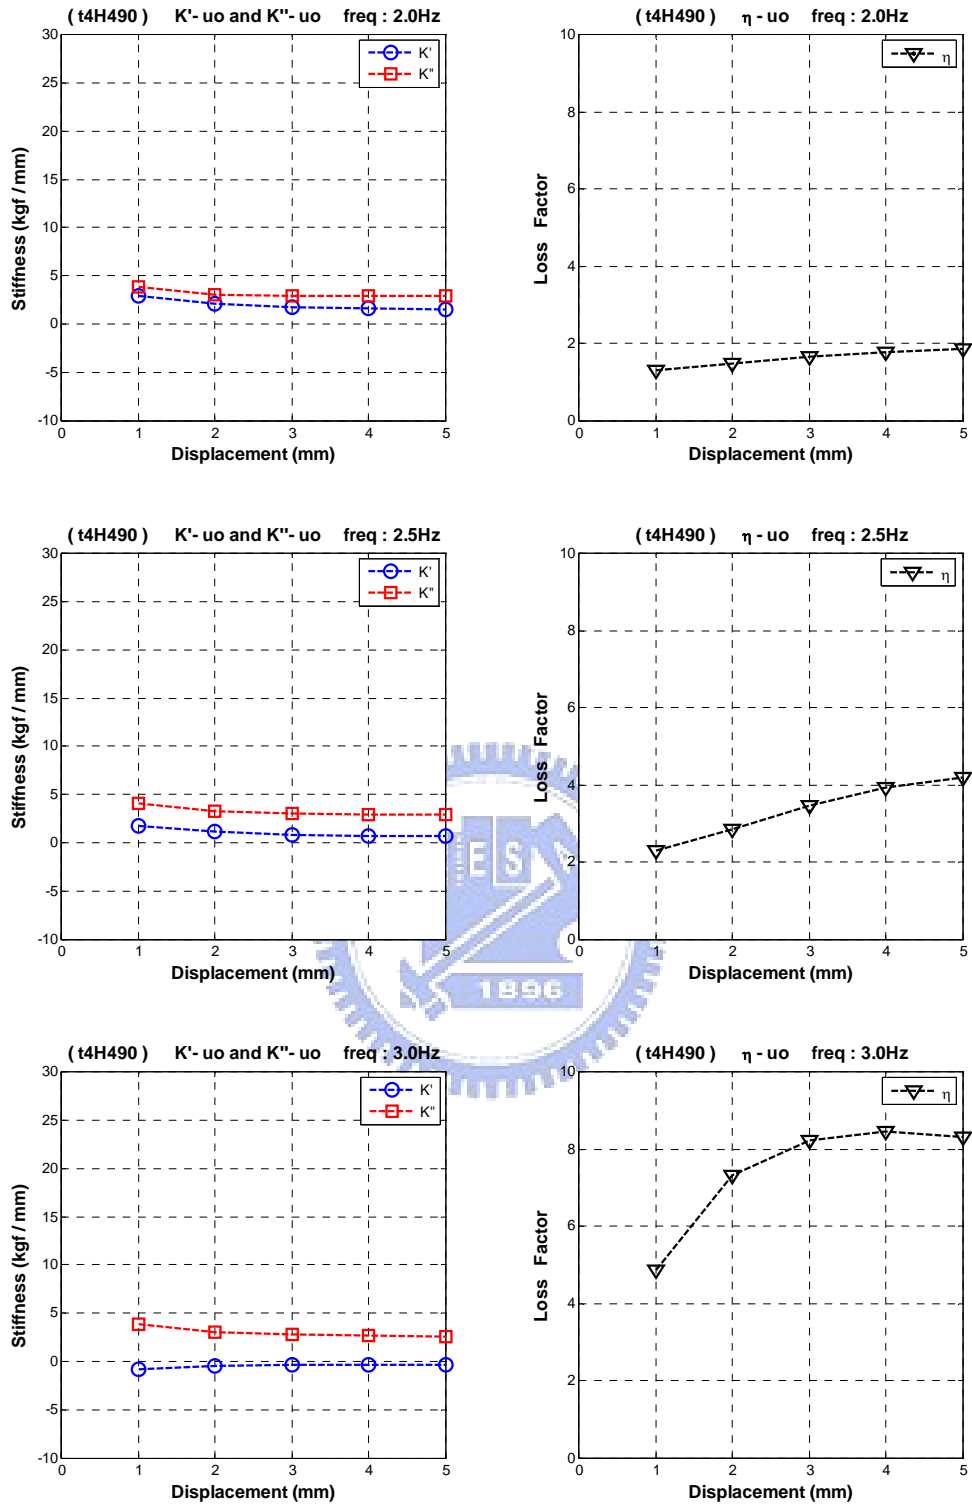 ( t4H490 ) K'- uo and K''- uo freq : 2.0Hz
30
25
20
15
10
5
0
-5
-10
0 1 2 3 4 5
Stiffness (kgf / mm)
Displacement (mm)
K'
K''
( t4H490 ) η - uo freq : 2.0Hz
10
8
6
4
2
0
0 1 2 3 4 5
Loss Factor
Displacement (mm)
η
( t4H490 ) K'- uo and K''- uo freq : 2.5Hz
30
25
20
15
10
5
0
-5
-10
0 1 2 3 4 5
Stiffness (kgf / mm)
Displacement (mm)
K'
K''
( t4H490 ) η - uo freq : 2.5Hz
10
8
6
4
2
0
0 1 2 3 4 5
Loss Factor
Displacement (mm)
η
ES
1896
( t4H490 ) K'- uo and K''- uo freq : 3.0Hz
30
25
20
15
10
5
0
-5
-10
0 1 2 3 4 5
Stiffness (kgf / mm)
Displacement (mm)
K'
K''
( t4H490 ) η - uo freq : 3.0Hz
10
8
6
4
2
0
0 1 2 3 4 5
Loss Factor
Displacement (mm)
η